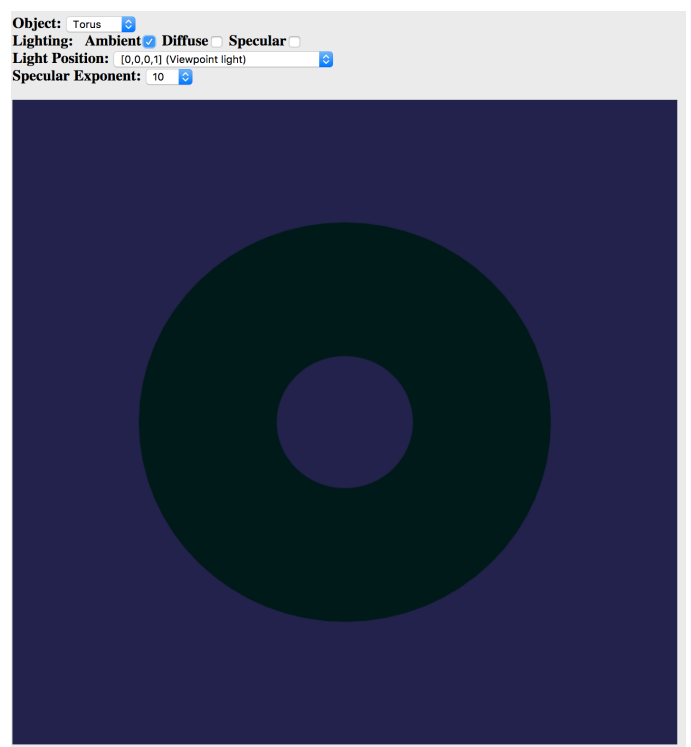 Object: Torus
Lighting: Ambient Diffuse Specular
Light Position: [0,0,0,1] (Viewpoint light)
Specular Exponent: 10